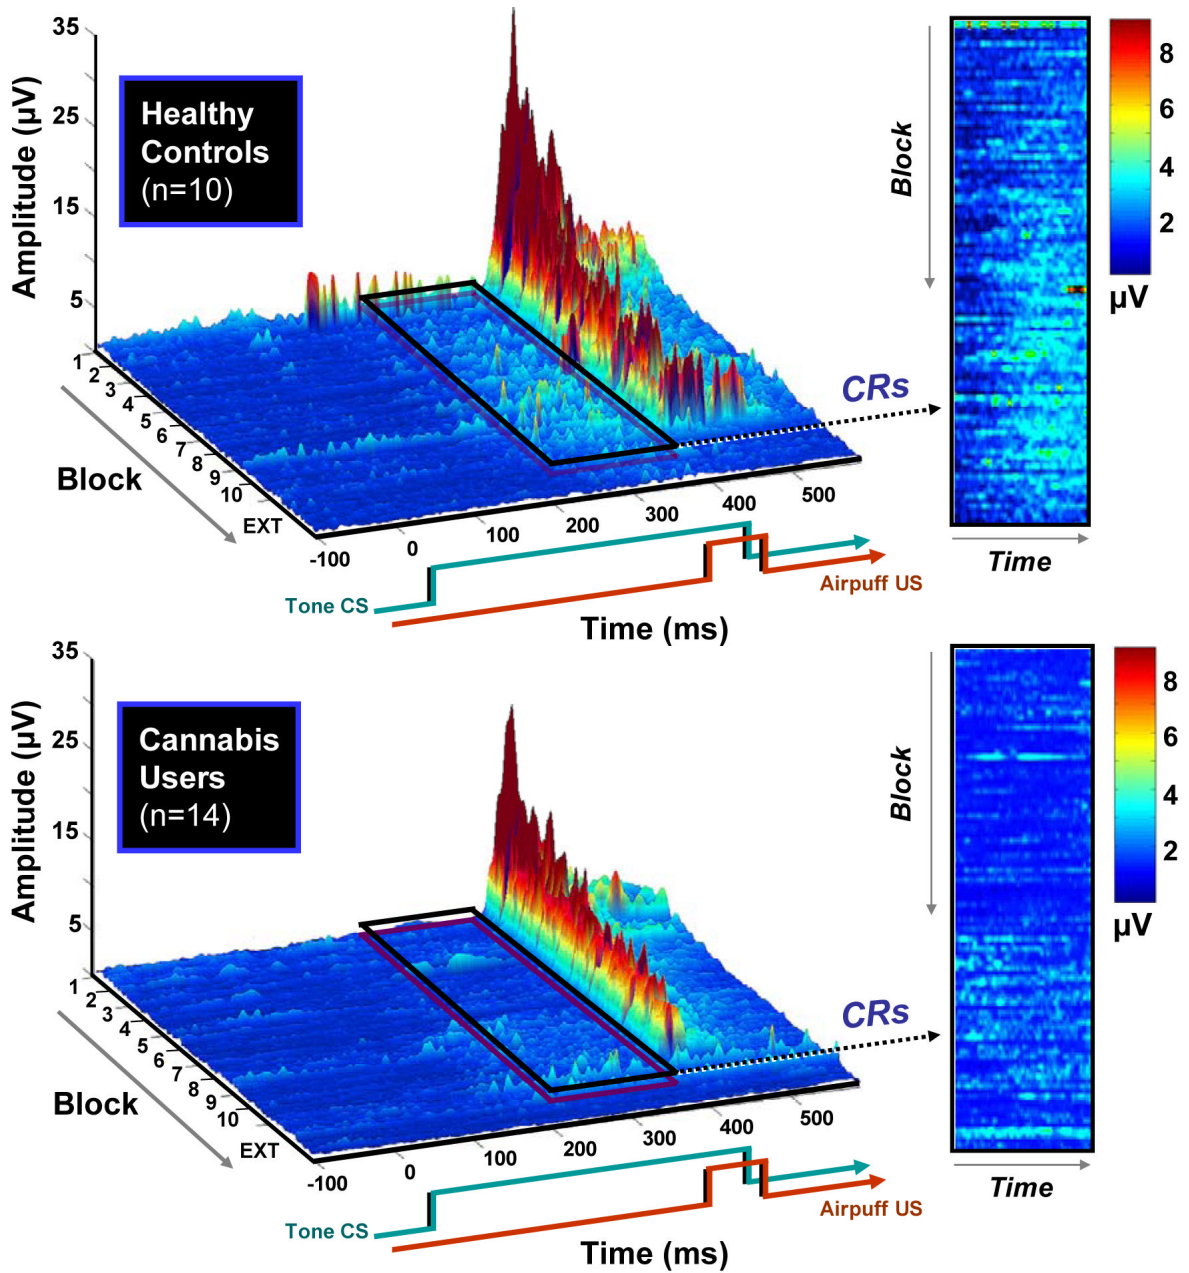 35
25
15
5
Amplitude (µV)
Healthy
Controls
(n=10)
1
2
3
4
5
6
7
8
9
10
EXT
Block
-100
0
100
200
300
400
500
Tone CS
Airpuff US
Time (ms)
CRs
Block
Time
8
6
4
2
µV
35
25
15
5
Amplitude (µV)
Cannabis
Users
(n=14)
1
2
3
4
5
6
7
8
9
10
EXT
Block
-100
0
100
200
300
400
500
Tone CS
Airpuff US
Time (ms)
CRs
Block
Time
8
6
4
2
µV